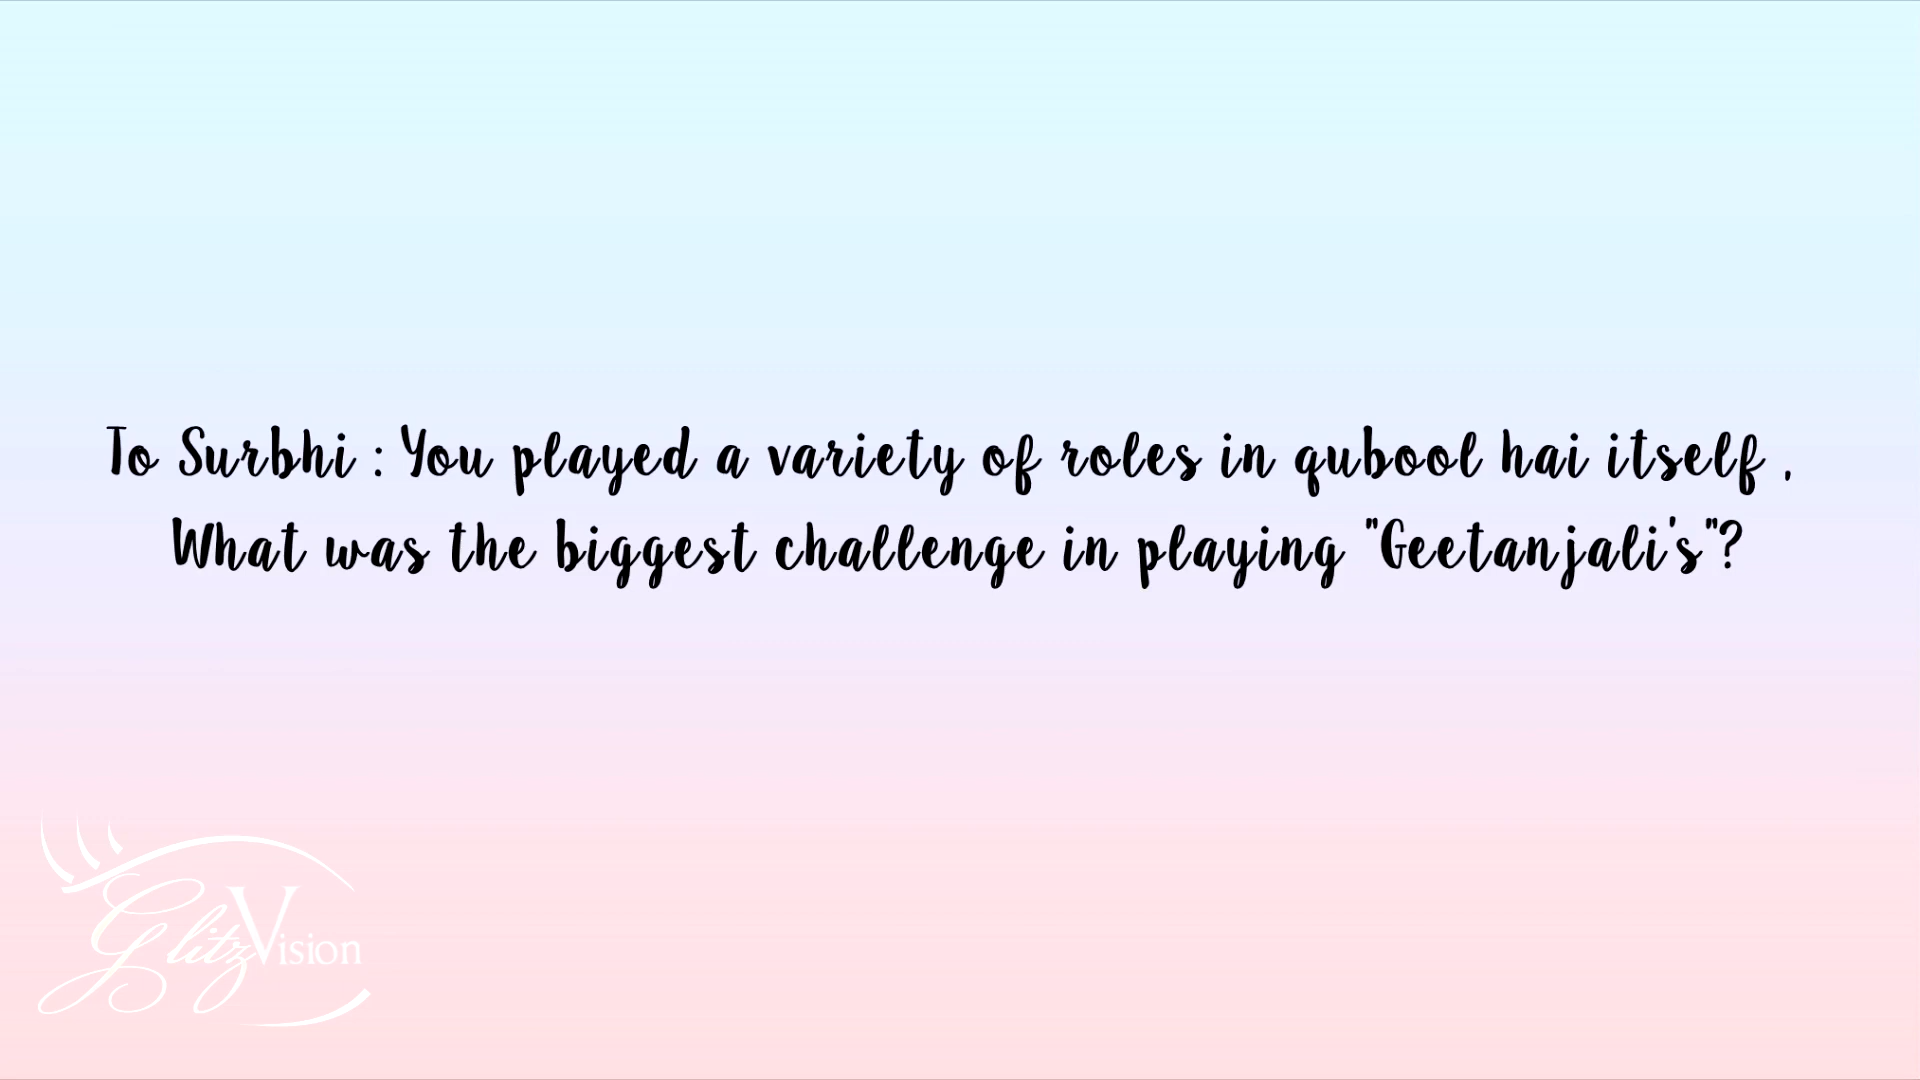 To Surbhi : You played a variety of roles in qubool hai itself .
What was the biggest challenge in playing "Geetanjali's"?
GlitzVision